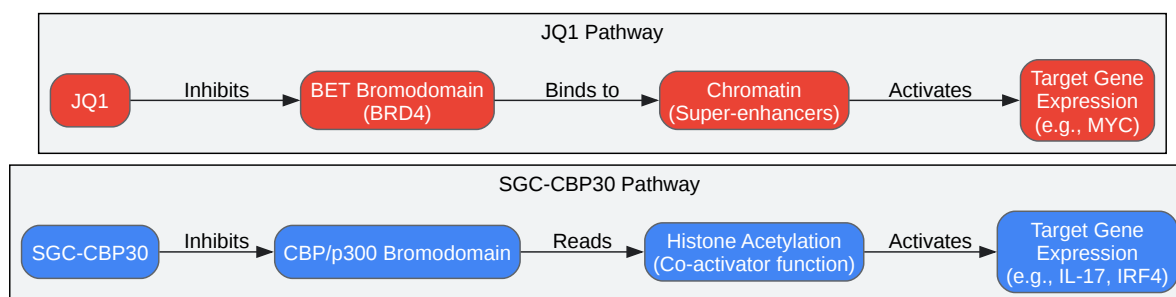 JQ1 Pathway
JQ1
Inhibits
BET Bromodomain
(BRD4)
Binds to
Chromatin
(Super-enhancers)
Activates
Target Gene
Expression
(e.g., MYC)
SGC-CBP30 Pathway
SGC-CBP30
Inhibits
CBP/p300 Bromodomain
Reads
Histone Acetylation
(Co-activator function)
Activates
Target Gene
Expression
(e.g., IL-17, IRF4)